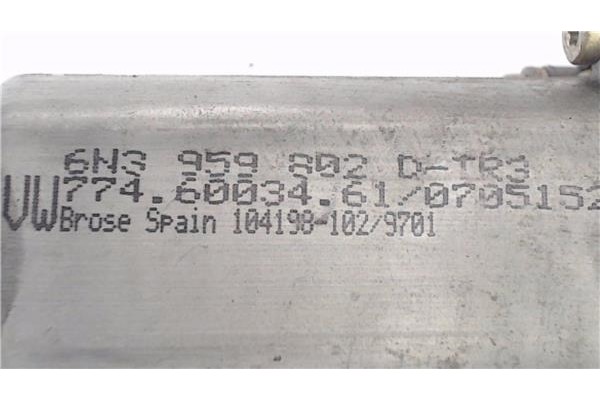 6N3 959 802 D-TR3
VW 774.60034.61/0705152
Brose Spain 104198-102/9701